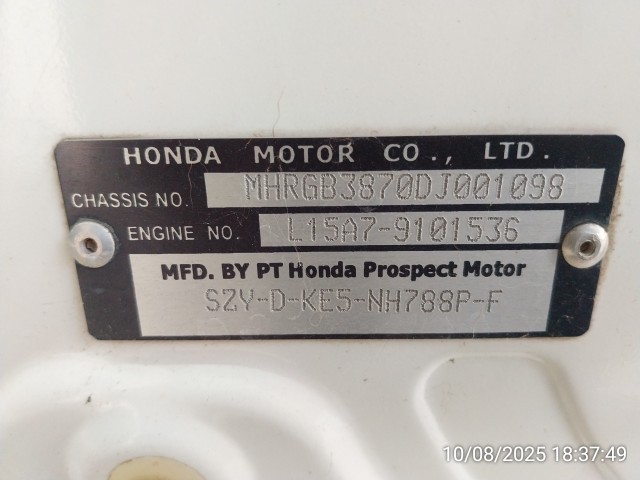 HONDA MOTOR CO., LTD.
CHASSIS NO. MHRGB3870DJ001098
ENGINE NO. L15A7-9101536
MFD. BY PT Honda Prospect Motor
SZY-D-KE5-NH788P-F
10/08/2025 18:37:49